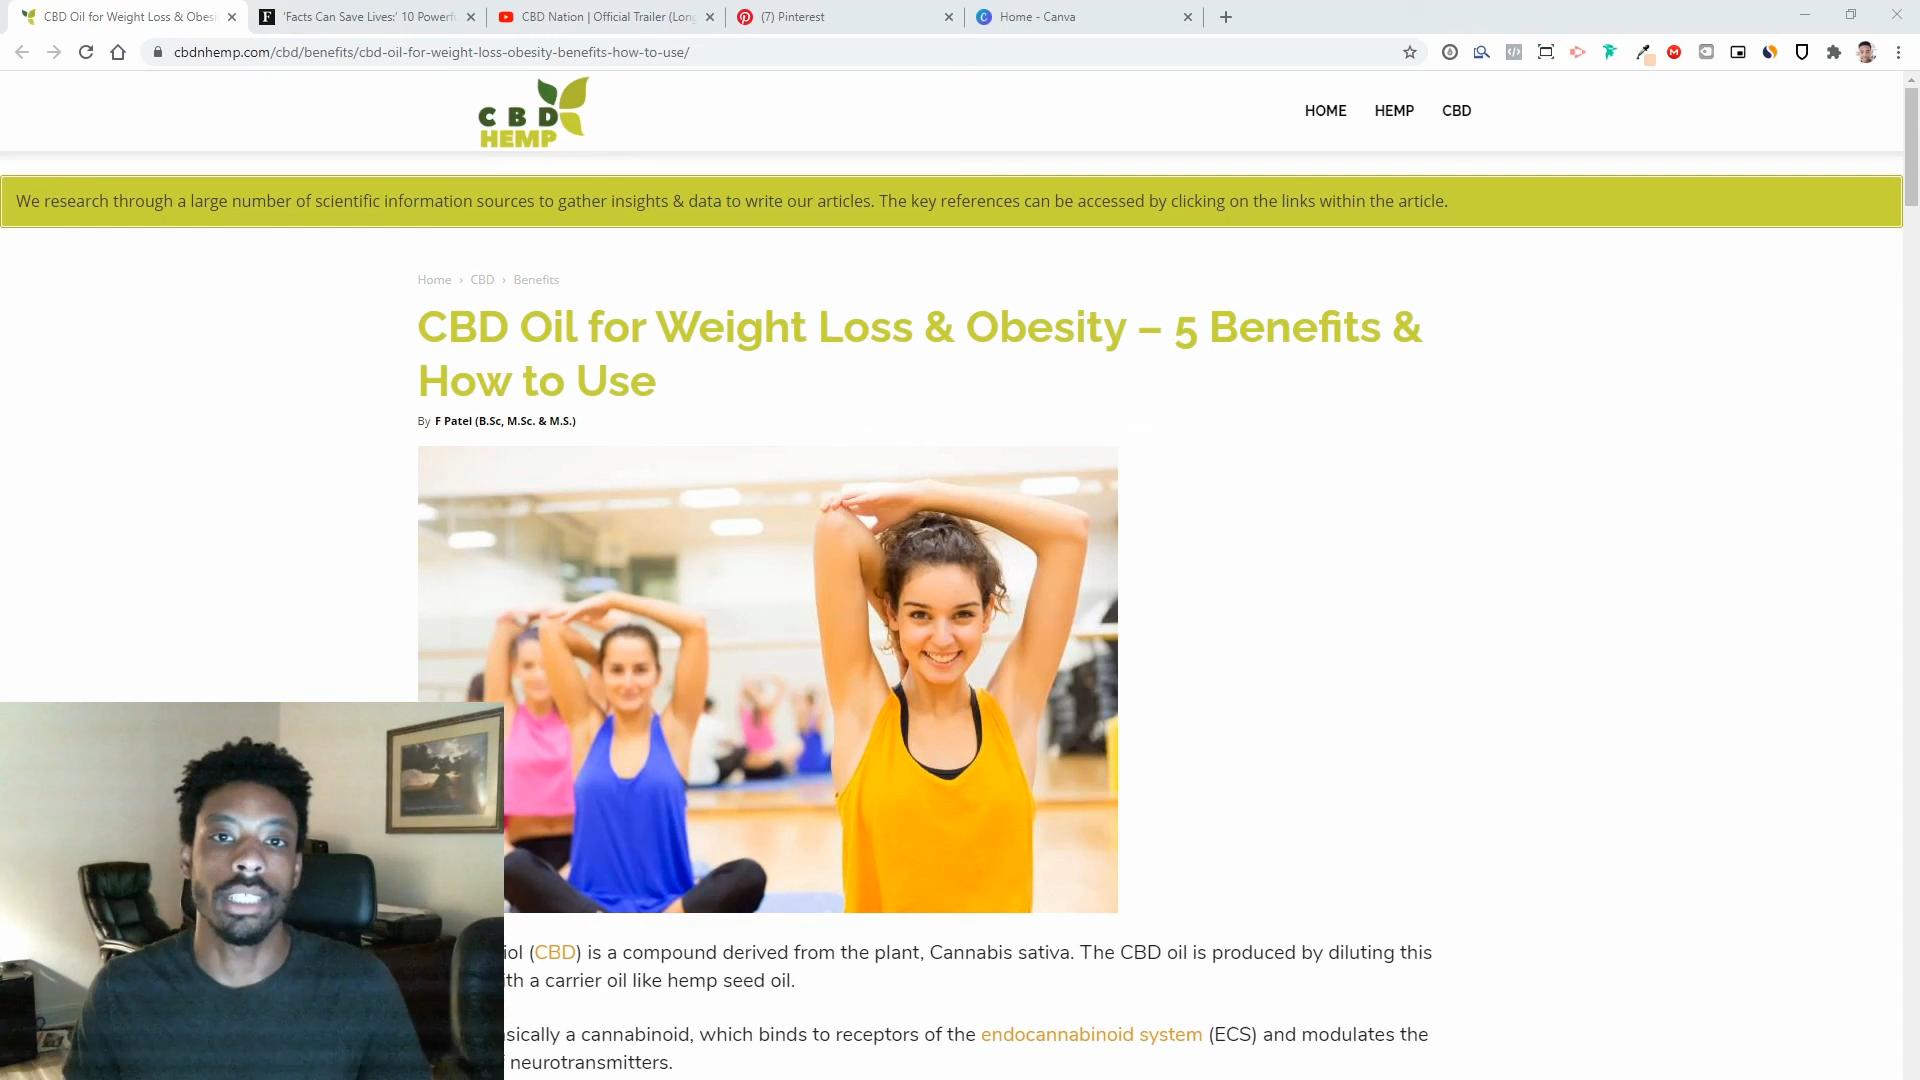 CBD Oil for Weight Loss & Obesi
'Facts Can Save Lives:' 10 Powerf
CBD Nation | Official Trailer (Long
(7) Pinterest
Home - Canva
cbdnhemp.com/cbd/benefits/cbd-oil-for-weight-loss-obesity-benefits-how-to-use/
CBD
HEMP
HOME
HEMP
CBD
We research through a large number of scientific information sources to gather insights & data to write our articles. The key references can be accessed by clicking on the links within the article.
Home › CBD › Benefits
CBD Oil for Weight Loss & Obesity – 5 Benefits &
How to Use
By F Patel (B.Sc, M.Sc. & M.S.)
iol (CBD) is a compound derived from the plant, Cannabis sativa. The CBD oil is produced by diluting this
ith a carrier oil like hemp seed oil.
sically a cannabinoid, which binds to receptors of the endocannabinoid system (ECS) and modulates the
neurotransmitters.